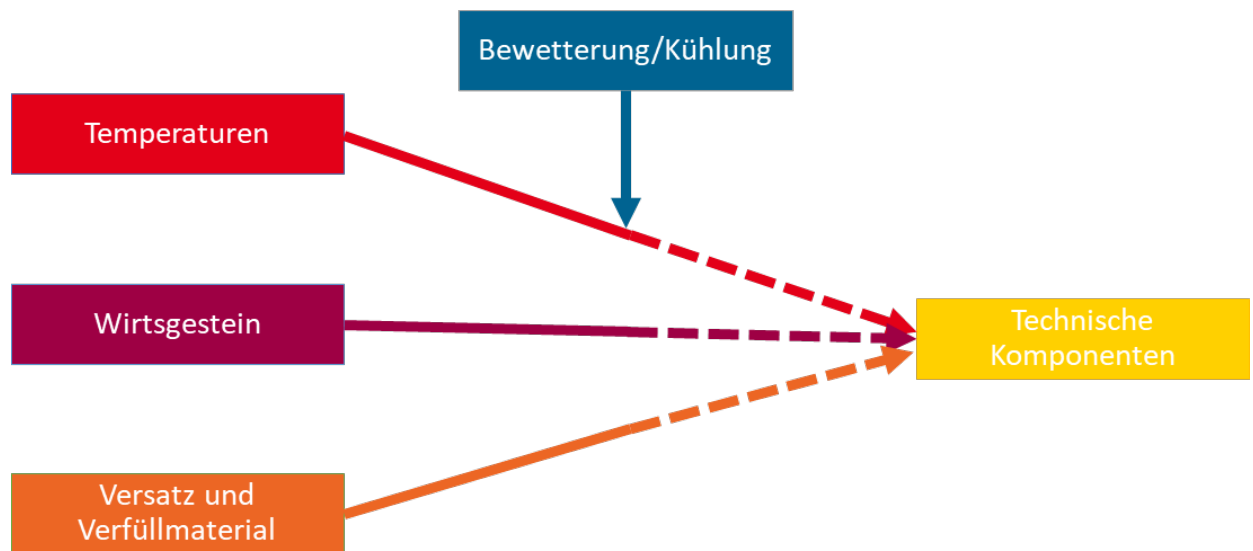 Bewetterung/Kühlung
Temperaturen
Wirtsgestein
Technische
Komponenten
Versatz und
Verfüllmaterial